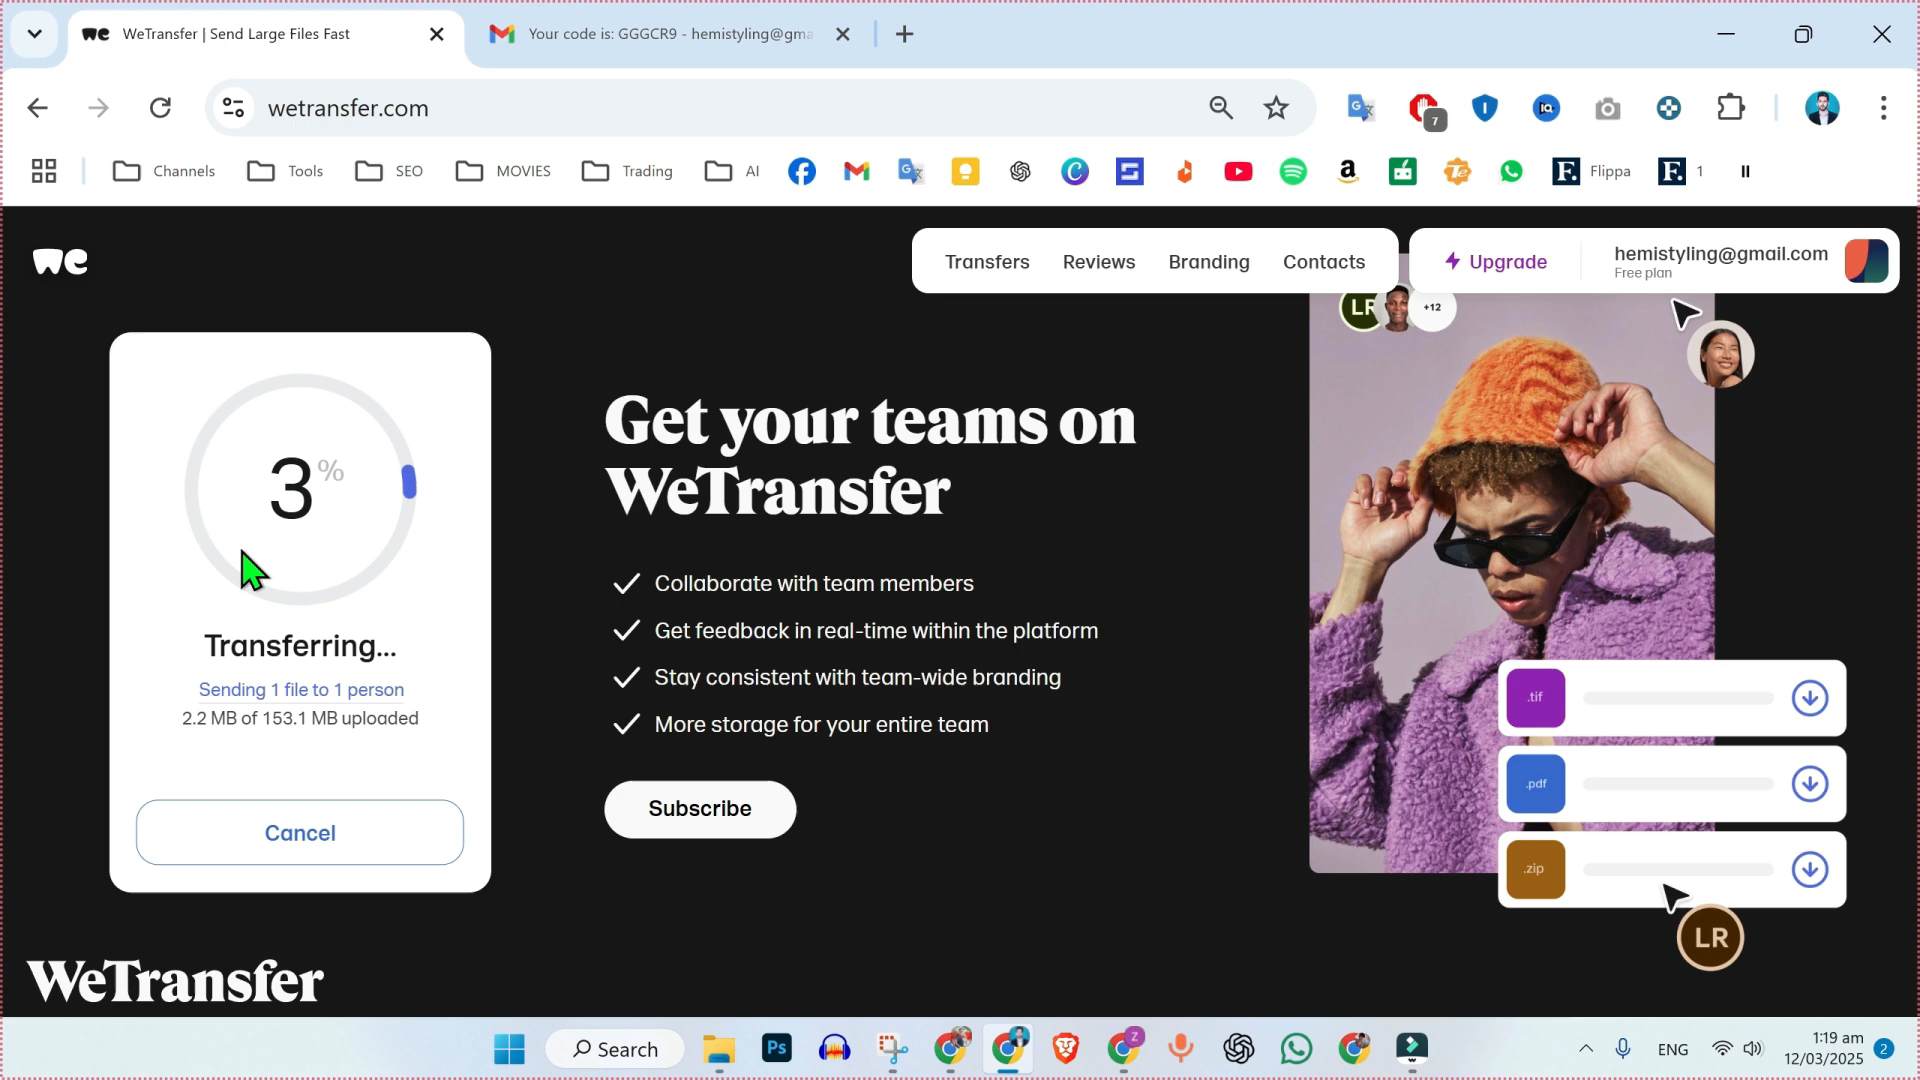 WeTransfer | Send Large Files Fast
Your code is: GGGCR9 - hemistyling@gma
wetransfer.com
7
Channels
Tools
SEO
MOVIES
Trading
AI
Flippa
1
we
Transfers
Reviews
Branding
Contacts
Upgrade
hemistyling@gmail.com
Free plan
LR
+12
3%
Transferring...
Sending 1 file to 1 person
2.2 MB of 153.1 MB uploaded
Cancel
Get your teams on
WeTransfer
Collaborate with team members
Get feedback in real-time within the platform
Stay consistent with team-wide branding
More storage for your entire team
Subscribe
.tif
.pdf
.zip
LR
WeTransfer
Search
Ps
Z
ENG
1:19 am
12/03/2025
2